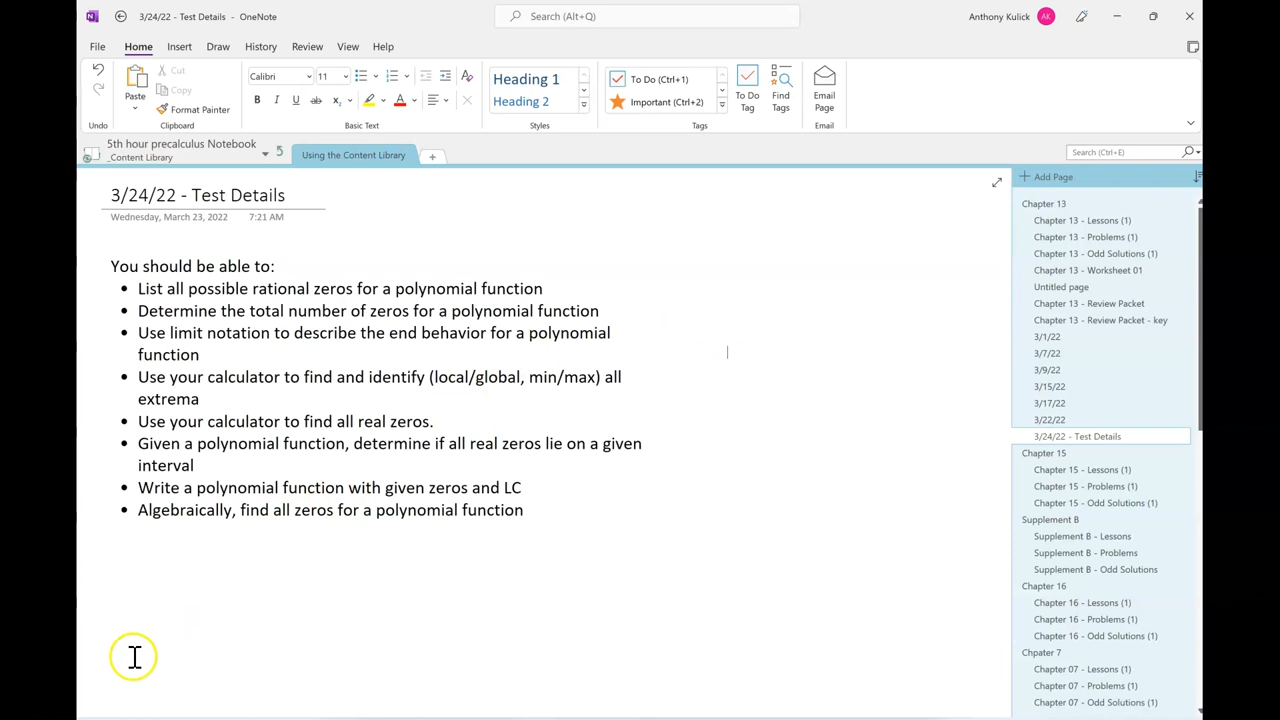 3/24/22 - Test Details - OneNote
Search (Alt+Q)
Anthony Kulick
AK
File
Home
Insert
Draw
History
Review
View
Help
Undo
Paste
Cut
Copy
Format Painter
Clipboard
Calibri
11
Basic Text
Heading 1
Heading 2
Styles
To Do (Ctrl+1)
Important (Ctrl+2)
To Do
Tag
Find
Tags
Tags
Email
Page
Email
5th hour precalculus Notebook
_Content Library
Using the Content Library
Search (Ctrl+E)
3/24/22 - Test Details
Wednesday, March 23, 2022 7:21 AM
You should be able to:
• List all possible rational zeros for a polynomial function
• Determine the total number of zeros for a polynomial function
• Use limit notation to describe the end behavior for a polynomial
function
• Use your calculator to find and identify (local/global, min/max) all
extrema
• Use your calculator to find all real zeros.
• Given a polynomial function, determine if all real zeros lie on a given
interval
• Write a polynomial function with given zeros and LC
• Algebraically, find all zeros for a polynomial function
Add Page
Chapter 13
Chapter 13 - Lessons (1)
Chapter 13 - Problems (1)
Chapter 13 - Odd Solutions (1)
Chapter 13 - Worksheet 01
Untitled page
Chapter 13 - Review Packet
Chapter 13 - Review Packet - key
3/1/22
3/7/22
3/9/22
3/15/22
3/17/22
3/22/22
3/24/22 - Test Details
Chapter 15
Chapter 15 - Lessons (1)
Chapter 15 - Problems (1)
Chapter 15 - Odd Solutions (1)
Supplement B
Supplement B - Lessons
Supplement B - Problems
Supplement B - Odd Solutions
Chapter 16
Chapter 16 - Lessons (1)
Chapter 16 - Problems (1)
Chapter 16 - Odd Solutions (1)
Chpater 7
Chapter 07 - Lessons (1)
Chapter 07 - Problems (1)
Chapter 07 - Odd Solutions (1)